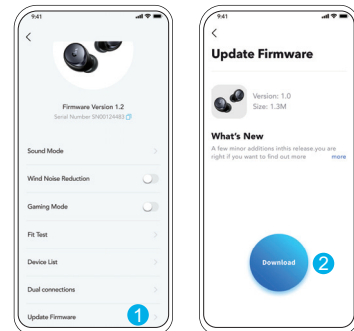 9:41
Firmware Version 1.2
Serial Number SN00124483
Sound Mode
Wind Noise Reduction
Gaming Mode
Fit Test
Device List
Dual connections
Update Firmware
1
9:41
Update Firmware
Version: 1.0
Size: 1.3M
What's New
A few minor additions inthis release.you are
right if you want to find out more more
Download
2